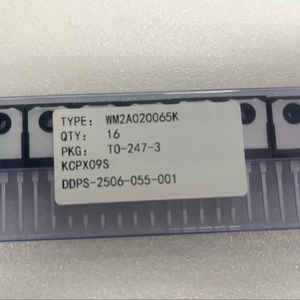 TYPE: WM2A020065K
QTY: 16
PKG: TO-247-3
KCPX09S
DDPS-2506-055-001